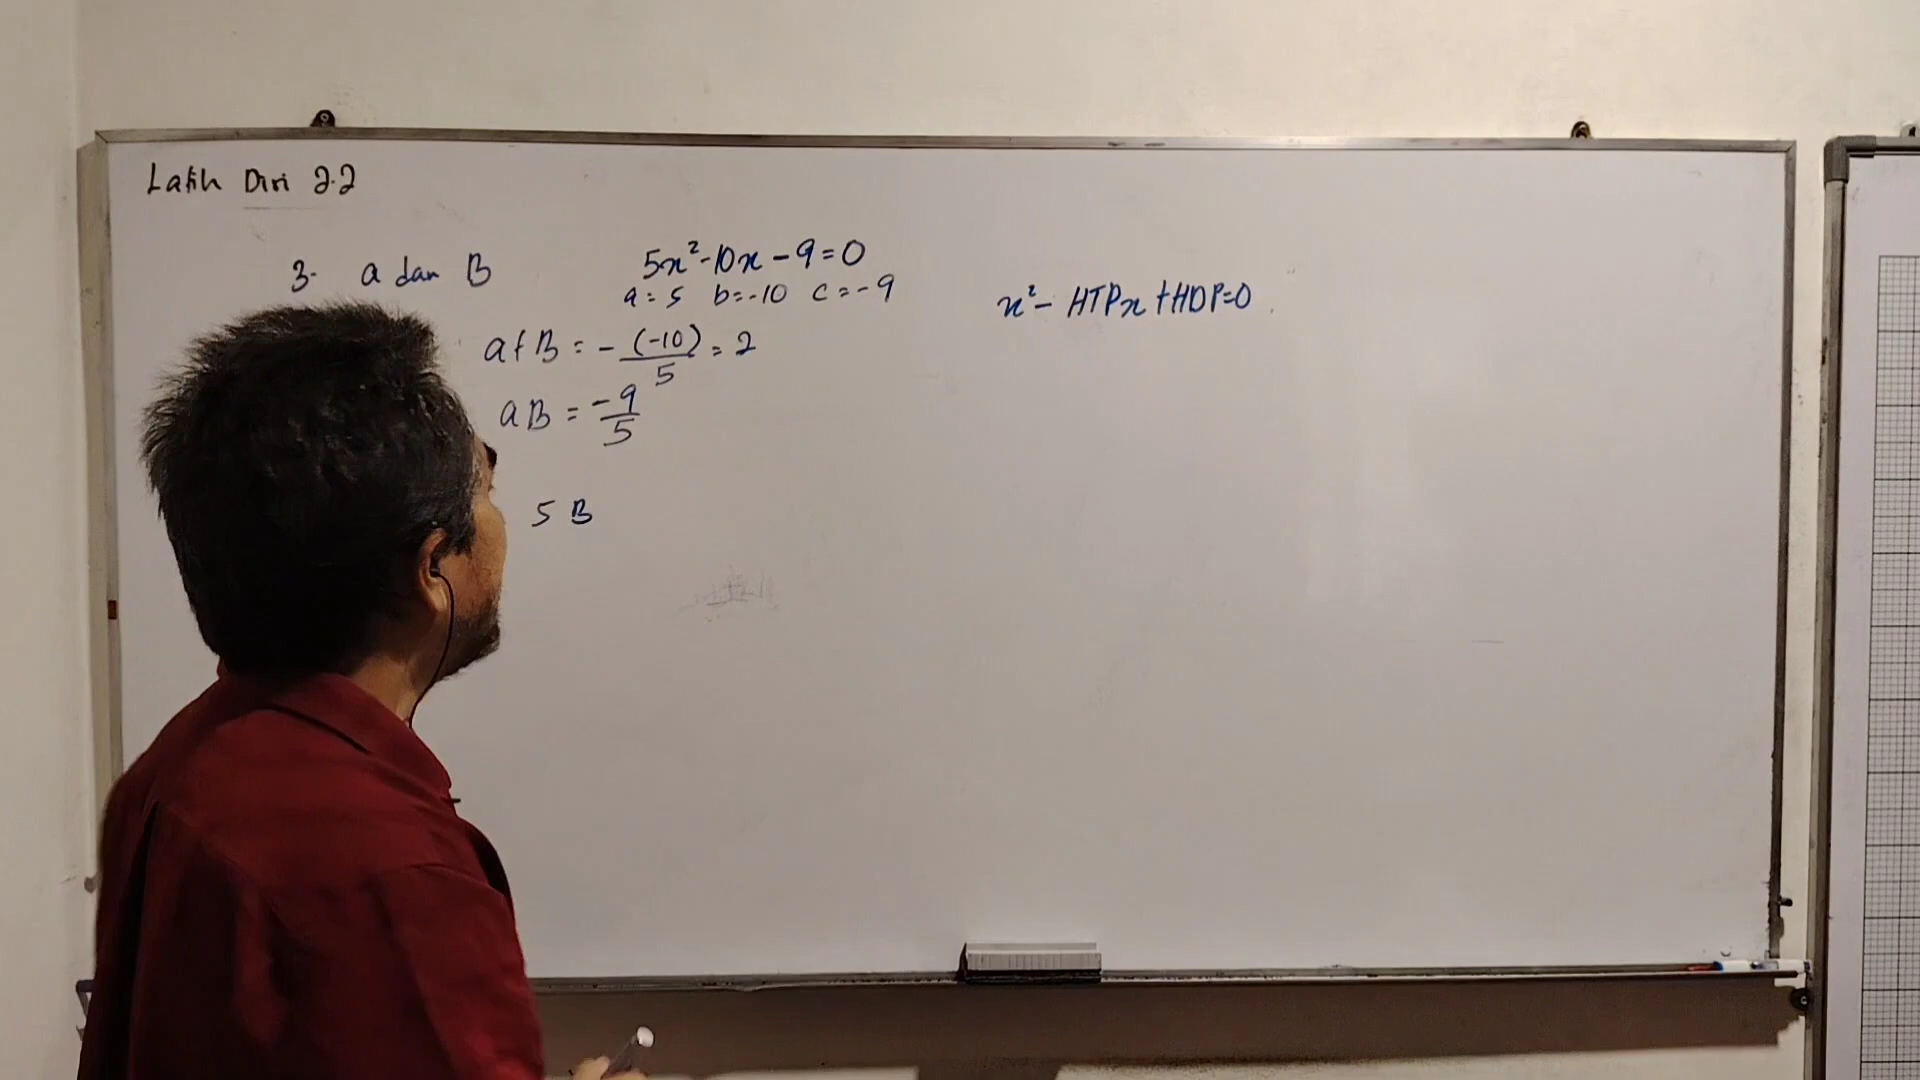 Latih Diri 2.2
3. α dan β
5x²-10x-9=0
a=5 b=-10 c=-9
x²- HTPx+HDP=0
α+β = -(-10)/5 = 2
αβ = -9/5
5 β